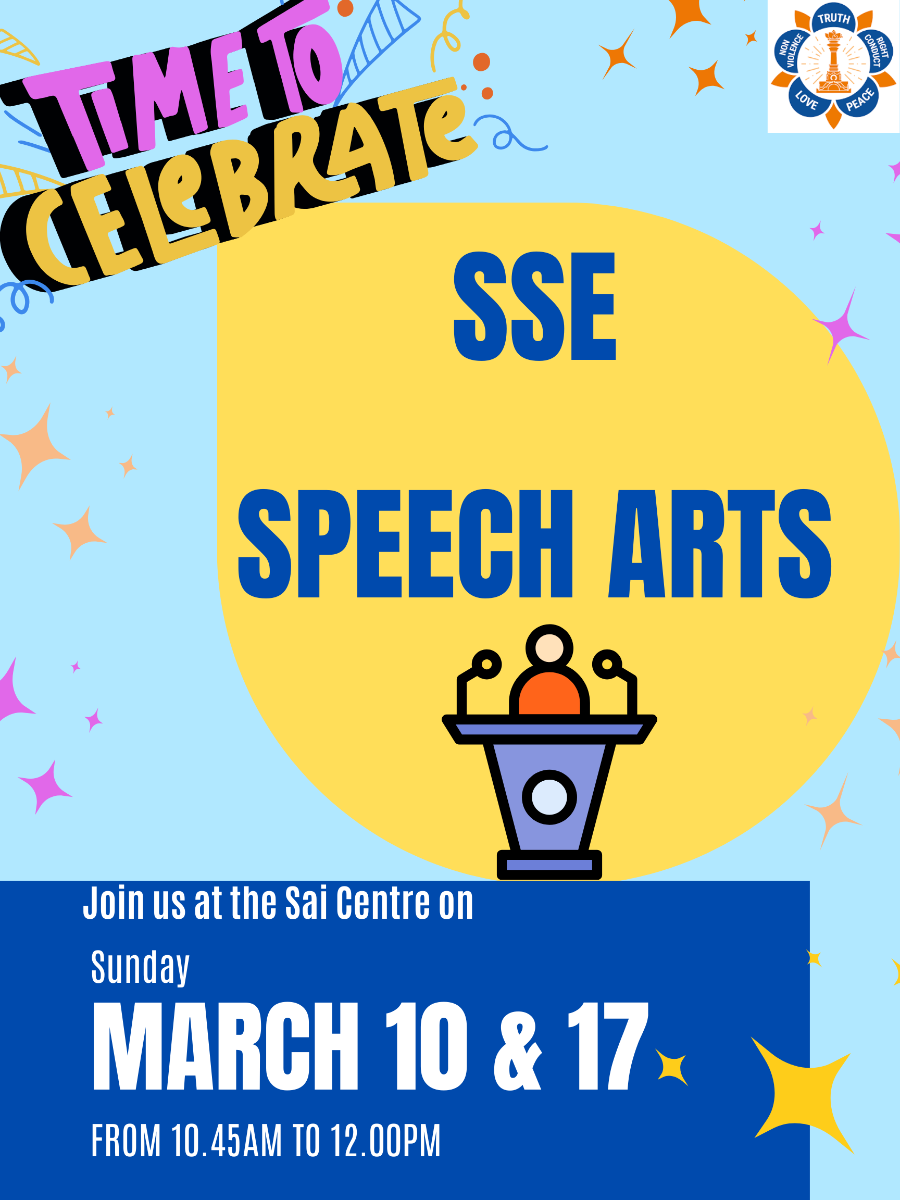 TIME TO
CELEBRATE
TRUTH
NON
VIOLENCE
RIGHT
CONDUCT
LOVE
PEACE
SSE
SPEECH ARTS
Join us at the Sai Centre on
Sunday
MARCH 10 & 17
FROM 10.45AM TO 12.00PM